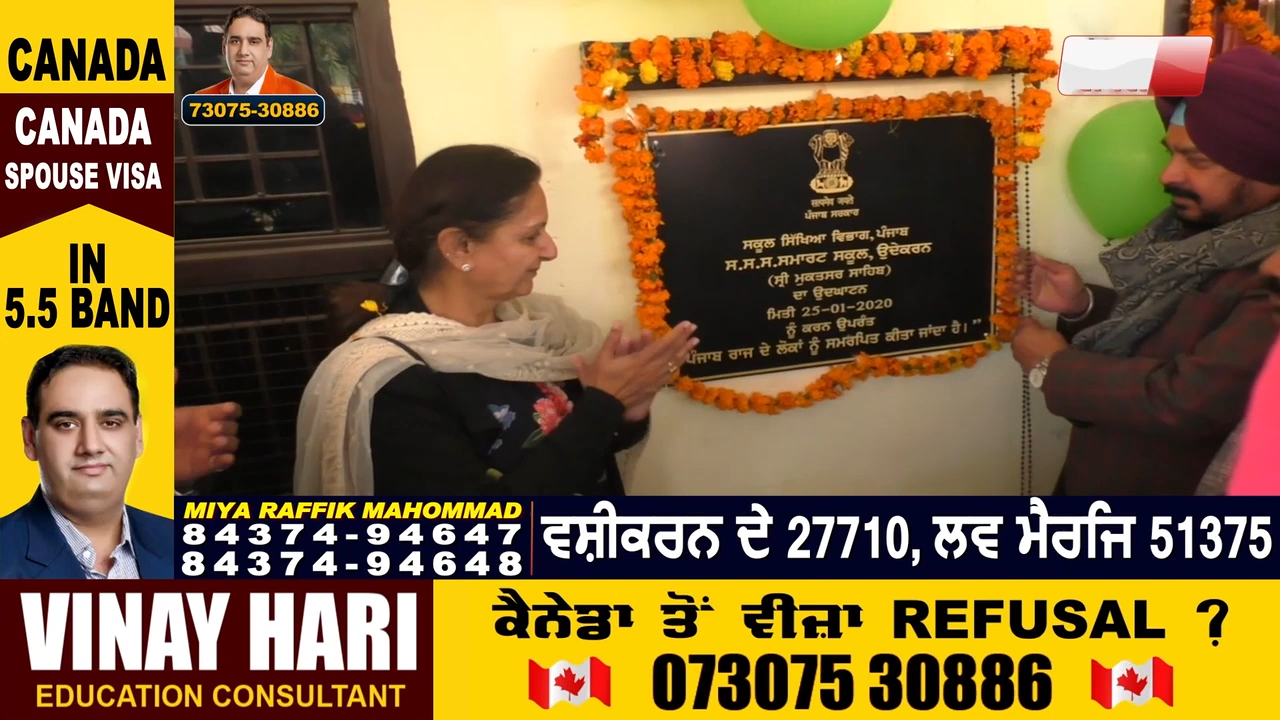 CANADA
CANADA
SPOUSE VISA
IN
5.5 BAND
73075-30886
ਪੰਜਾਬ ਸਰਕਾਰ
ਸਕੂਲ ਸਿੱਖਿਆ ਵਿਭਾਗ, ਪੰਜਾਬ
ਸ.ਸ.ਸ.ਸਮਾਰਟ ਸਕੂਲ, ਉਦੇਕਰਨ
(ਸ੍ਰੀ ਮੁਕਤਸਰ ਸਾਹਿਬ)
ਦਾ ਉਦਘਾਟਨ
ਮਿਤੀ 25-01-2020
ਨੂੰ ਕਰਨ ਉਪਰੰਤ
ਪੰਜਾਬ ਰਾਜ ਦੇ ਲੋਕਾਂ ਨੂੰ ਸਮਰਪਿਤ ਕੀਤਾ ਜਾਂਦਾ ਹੈ।”
MIYA RAFFIK MAHOMMAD
84374-94647
84374-94648
ਵਸ਼ੀਕਰਨ ਦੇ 27710, ਲਵ ਮੈਰਜਿ 51375
VINAY HARI
EDUCATION CONSULTANT
ਕੈਨੇਡਾ ਤੋਂ ਵੀਜ਼ਾ REFUSAL ?
073075 30886